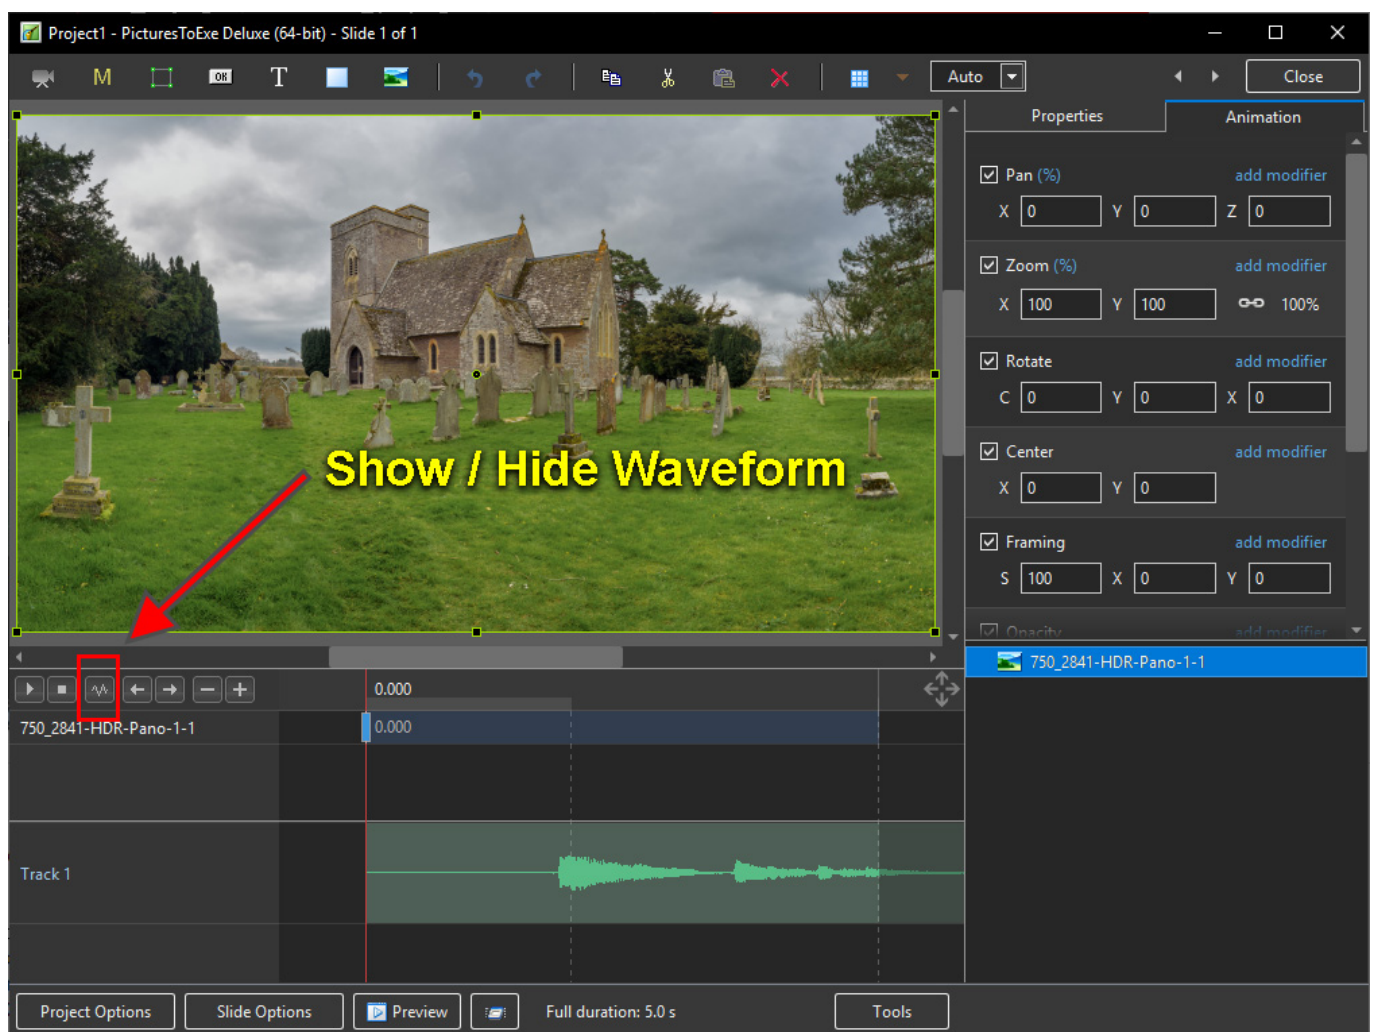 Project1 - PicturesToExe Deluxe (64-bit) - Slide 1 of 1
M OK T Auto Close
Properties Animation
Pan (%) add modifier
X 0 Y 0 Z 0
Zoom (%) add modifier
X 100 Y 100 100%
Rotate add modifier
C 0 Y 0 X 0
Center add modifier
X 0 Y 0
Framing add modifier
S 100 X 0 Y 0
Opacity add modifier
Show / Hide Waveform
750_2841-HDR-Pano-1-1
0.000
750_2841-HDR-Pano-1-1 0.000
Track 1
Project Options Slide Options Preview Full duration: 5.0 s Tools